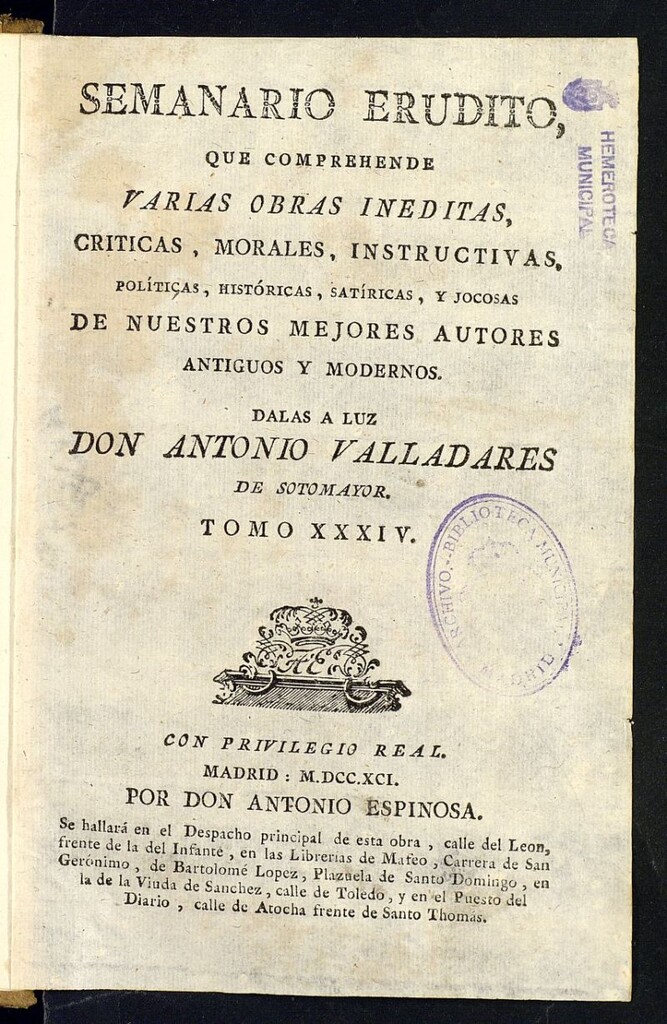 SEMANARIO ERUDITO,
QUE COMPREHENDE
VARIAS OBRAS INEDITAS,
CRITICAS, MORALES, INSTRUCTIVAS,
POLÍTICAS, HISTÓRICAS, SATÍRICAS, Y JOCOSAS
DE NUESTROS MEJORES AUTORES
ANTIGUOS Y MODERNOS.
DALAS A LUZ
DON ANTONIO VALLADARES
DE SOTOMAYOR.
TOMO XXXIV.
CON PRIVILEGIO REAL.
MADRID: M.DCC.XCI.
POR DON ANTONIO ESPINOSA.
Se hallará en el Despacho principal de esta obra, calle del Leon,
frente de la del Infante, en las Librerias de Mafeo, Carrera de San
Gerónimo, de Bartolomé Lopez, Plazuela de Santo Domingo, en
la de la Viuda de Sanchez, calle de Toledo, y en el Puesto del
Diario, calle de Atocha frente de Santo Thomas.
HEMEROTECA
MUNICIPAL
BIBLIOTECA